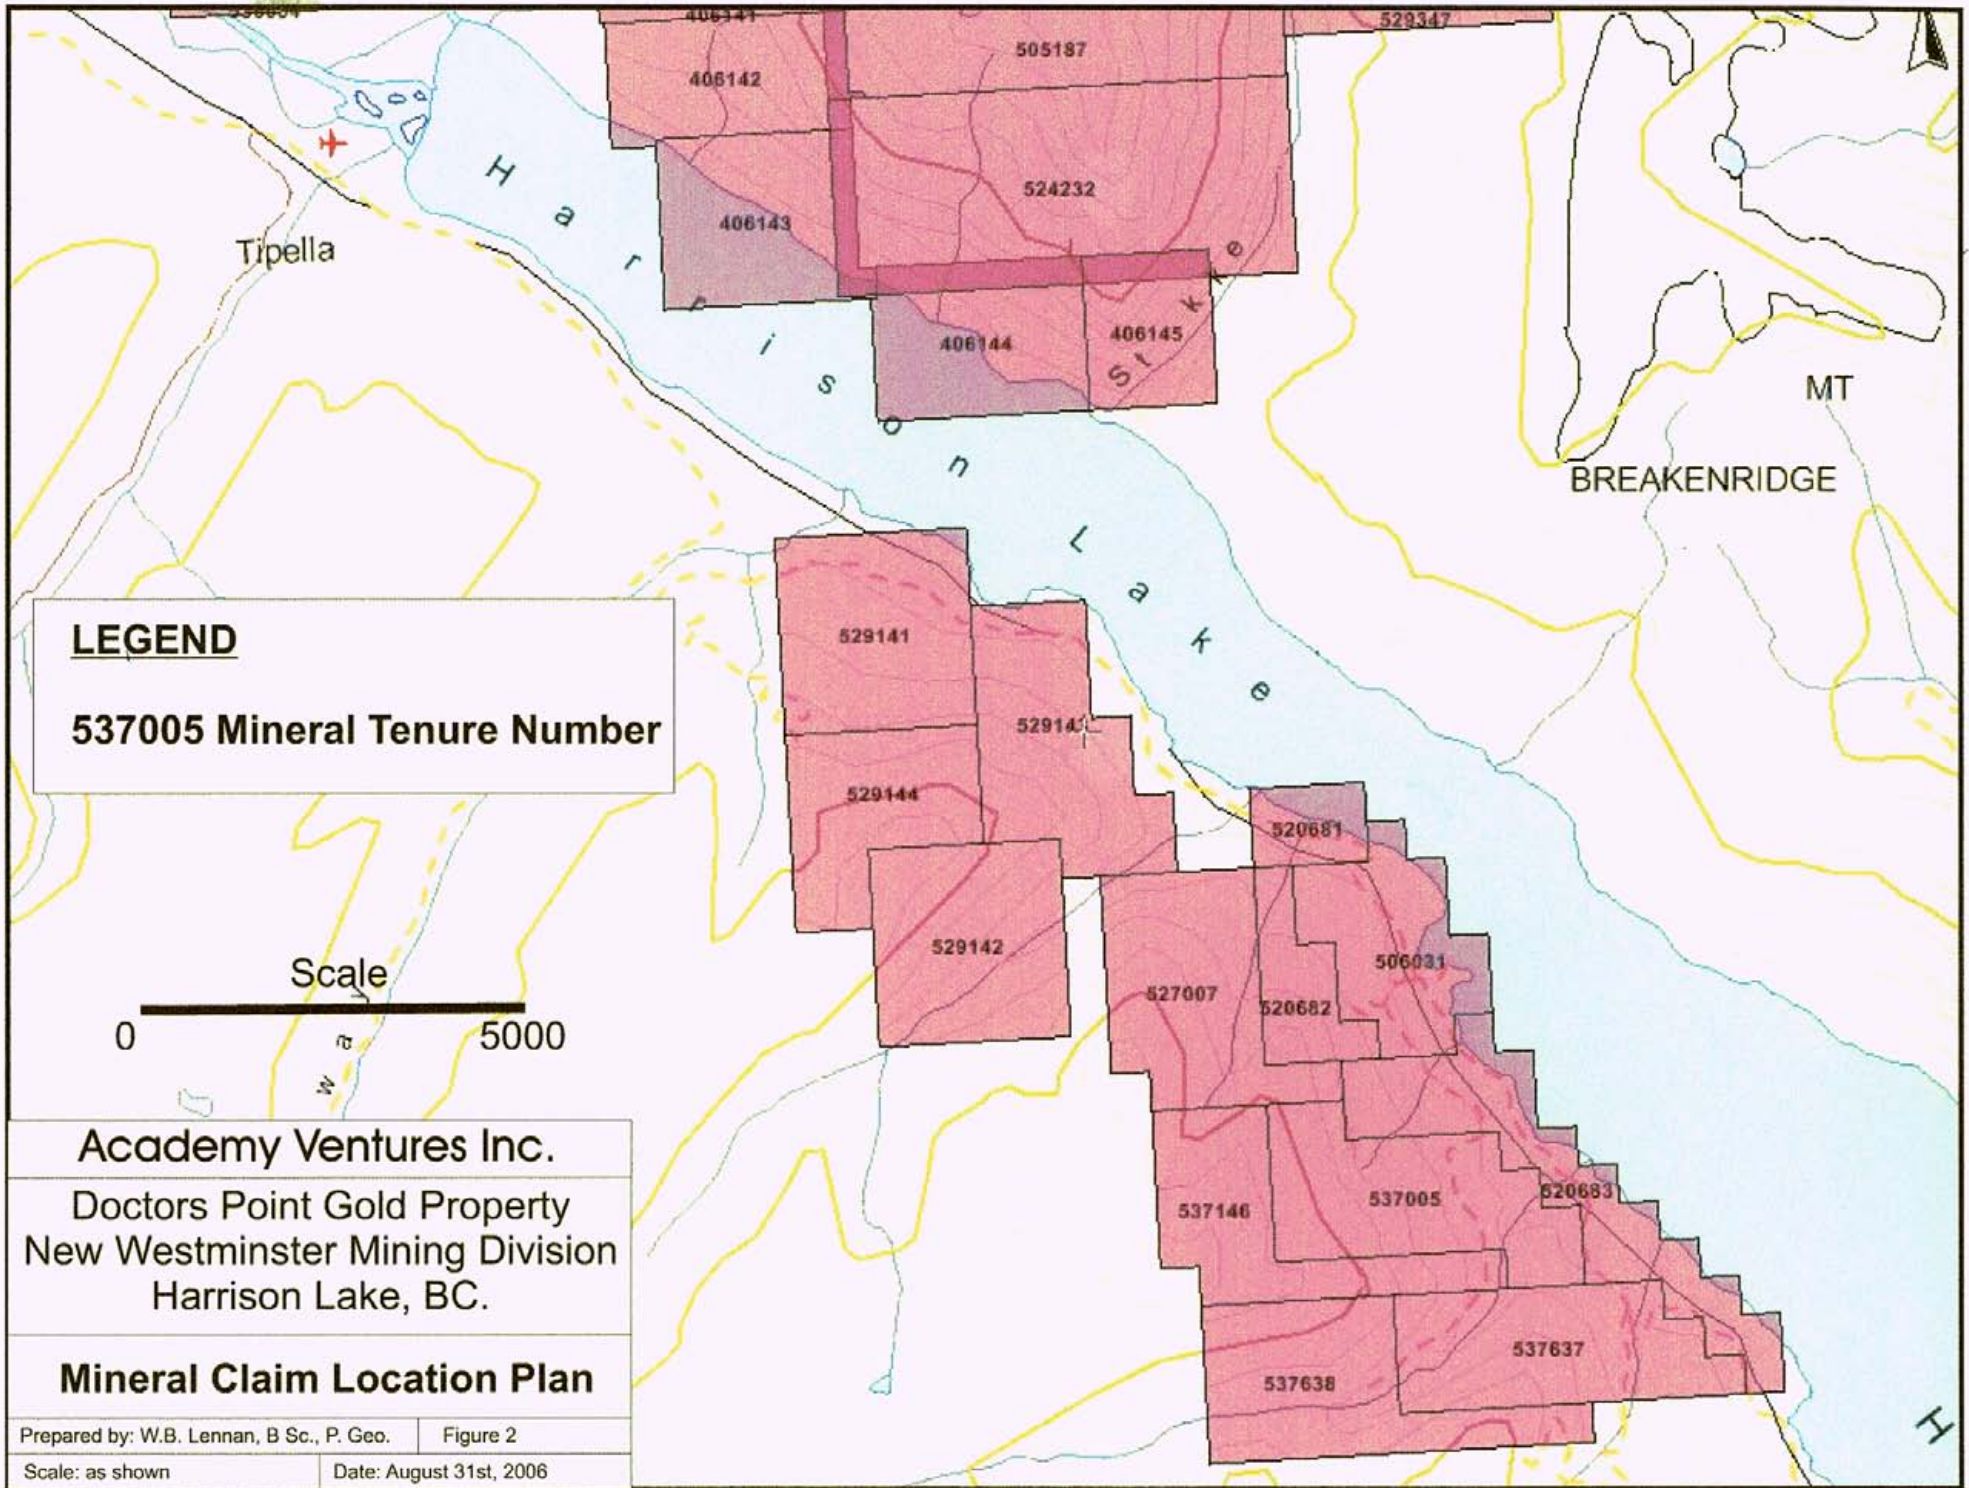 406141
529347
505187
406142
524232
406143
406144
406145
Harrison Lake
Stokke
Tipella
MT
BREAKENRIDGE
529141
529144
529142
520681
506031
527007
520682
537146
537005
520683
537637
537638
H
LEGEND
537005 Mineral Tenure Number
Scale
0
5000
w a y
Academy Ventures Inc.
Doctors Point Gold Property
New Westminster Mining Division
Harrison Lake, BC.
Mineral Claim Location Plan
Prepared by: W.B. Lennan, B Sc., P. Geo.
Figure 2
Scale: as shown
Date: August 31st, 2006